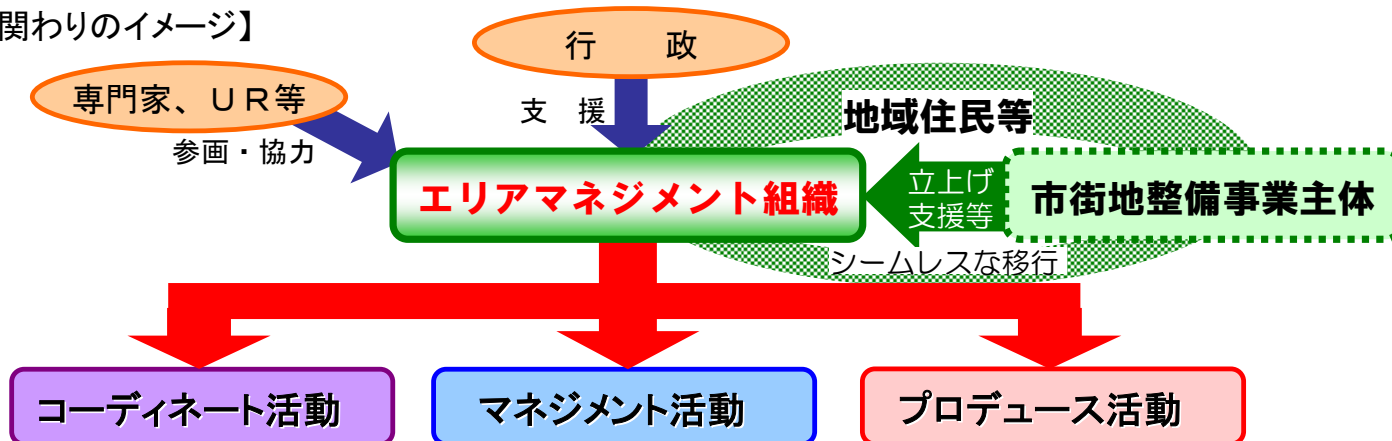 関わりのイメージ】
行　　政
専門家、ＵＲ等
支　援
参画・協力
地域住民等
エリアマネジメント組織
立上げ
支援等
市街地整備事業主体
シームレスな移行
コーディネート活動
マネジメント活動
プロデュース活動